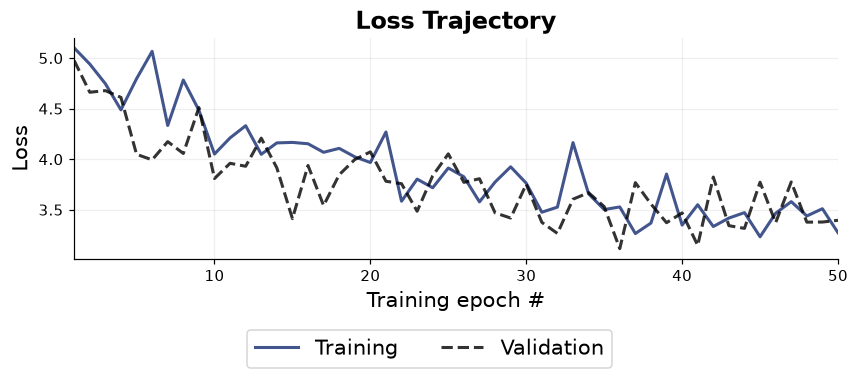 Loss Trajectory
Loss
5.0
4.5
4.0
3.5
10 20 30 40 50
Training epoch #
Training Validation